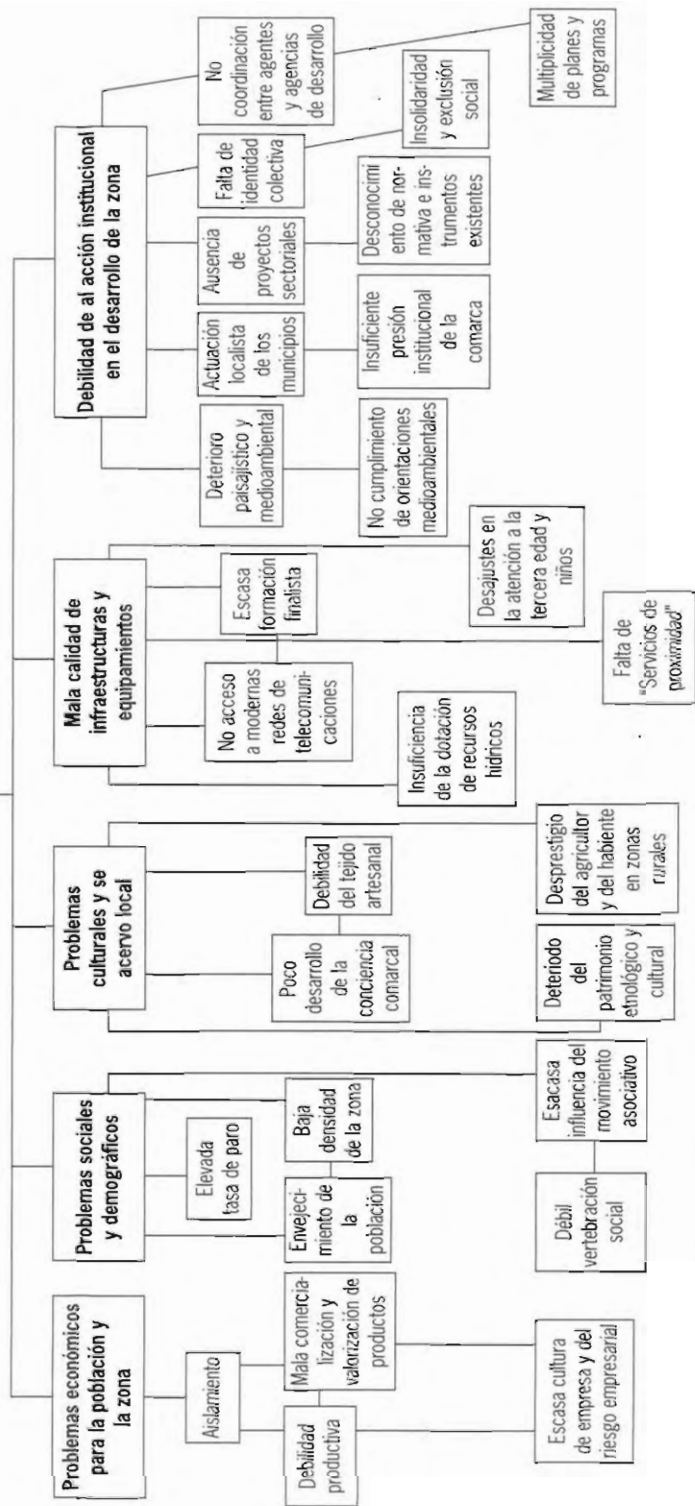 Problemas económicos
para la población y
la zona
Aislamiento
Debilidad
productiva
Mala comercia-
lización y
valorización de
productos
Escasa cultura
de empresa y del
riesgo empresarial
Problemas sociales
y demográficos
Elevada
tasa de paro
Envejeci-
miento de
la
población
Baja
densidad
de la zona
Débil
vertebración
social
Esacasa
influencia del
movimiento
asociativo
Problemas
culturales y se
acervo local
Poco
desarrollo
de la
conciencia
comarcal
Debilidad
del tejido
artesanal
Deteriodo
del
patrimonio
etnológico y
cultural
Desprestigio
del agricultor
y del habiente
en zonas
rurales
Mala calidad de
infraestructuras y
equipamientos
No acceso
a modernas
redes de
telecomuni-
caciones
Escasa
formación
finalista
Insuficiencia
de la dotación
de recursos
hídricos
Desajustes en
la atención a la
tercera edad y
niños
Falta de
"Servicios de
proximidad"
Debilidad de al acción institucional
en el desarrollo de la zona
Deterioro
paisajístico y
medioambiental
Actuación
localista
de los
municipios
Ausencia
de
proyectos
sectoriales
Falta de
identidad
colectiva
No
coordinación
entre agentes
y agencias
de desarrollo
No cumplimiento
de orientaciones
medioambientales
Insuficiente
presión
institucional
de la
comarca
Desconocimi
ento de nor-
mativa e ins-
trumentos
existentes
Insolidaridad
y exclusión
social
Multiplicidad
de planes y
programas